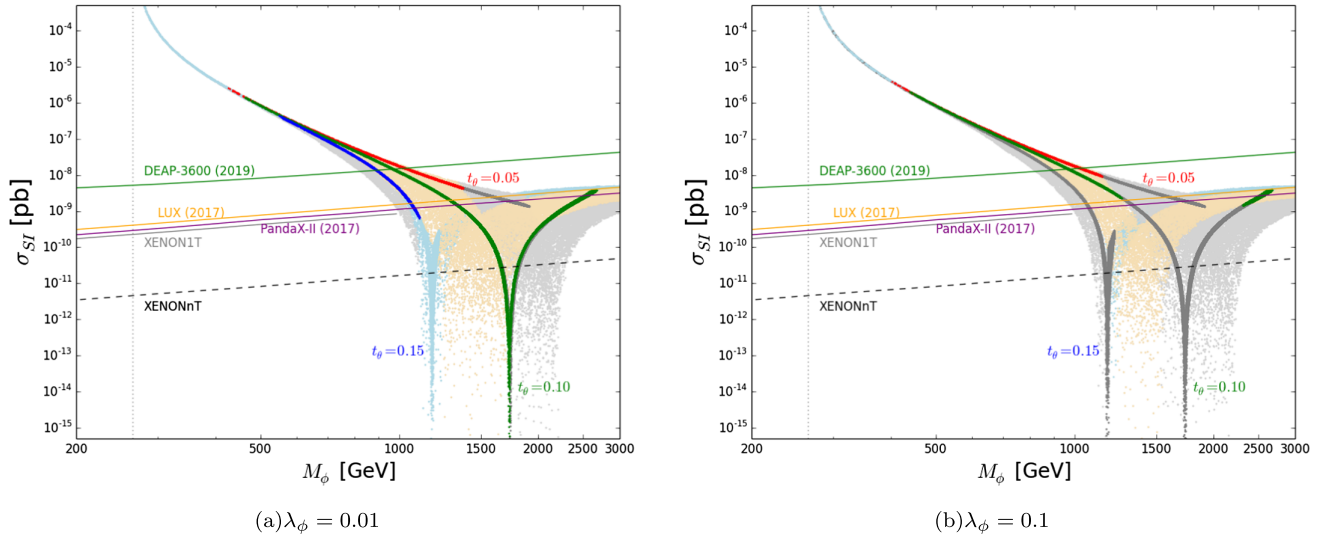 10⁻⁴
10⁻⁵
10⁻⁶
10⁻⁷
10⁻⁸
10⁻⁹
10⁻¹⁰
10⁻¹¹
10⁻¹²
10⁻¹³
10⁻¹⁴
10⁻¹⁵
σ_SI [pb]
DEAP-3600 (2019)
LUX (2017)
PandaX-II (2017)
XENON1T
XENONnT
t_θ=0.05
t_θ=0.15
t_θ=0.10
200 500 1000 1500 2000 2500 3000
M_ϕ [GeV]
(a)λ_ϕ = 0.01
10⁻⁴
10⁻⁵
10⁻⁶
10⁻⁷
10⁻⁸
10⁻⁹
10⁻¹⁰
10⁻¹¹
10⁻¹²
10⁻¹³
10⁻¹⁴
10⁻¹⁵
σ_SI [pb]
DEAP-3600 (2019)
LUX (2017)
PandaX-II (2017)
XENON1T
XENONnT
t_θ=0.05
t_θ=0.15
t_θ=0.10
200 500 1000 1500 2000 2500 3000
M_ϕ [GeV]
(b)λ_ϕ = 0.1